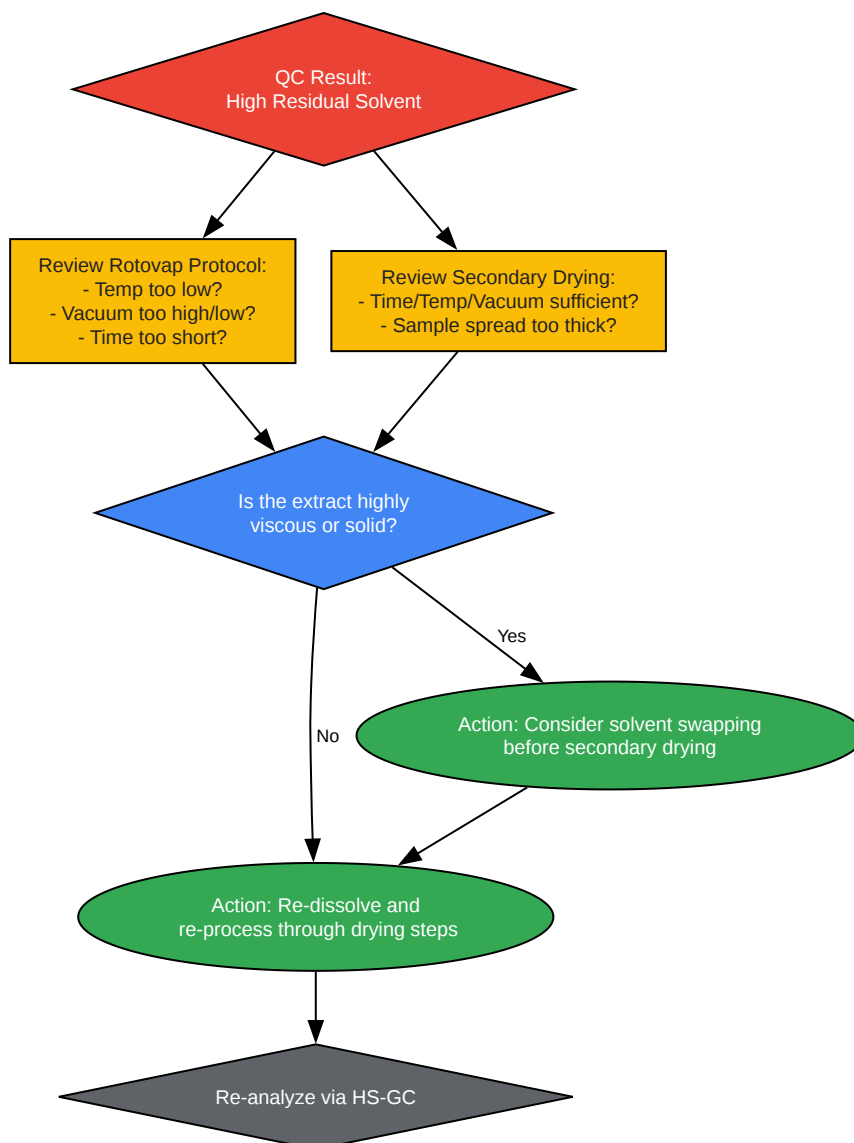 QC Result:
High Residual Solvent
Review Rotovap Protocol:
- Temp too low?
- Vacuum too high/low?
- Time too short?
Review Secondary Drying:
- Time/Temp/Vacuum sufficient?
- Sample spread too thick?
Is the extract highly
viscous or solid?
Yes
Action: Consider solvent swapping
before secondary drying
No
Action: Re-dissolve and
re-process through drying steps
Re-analyze via HS-GC